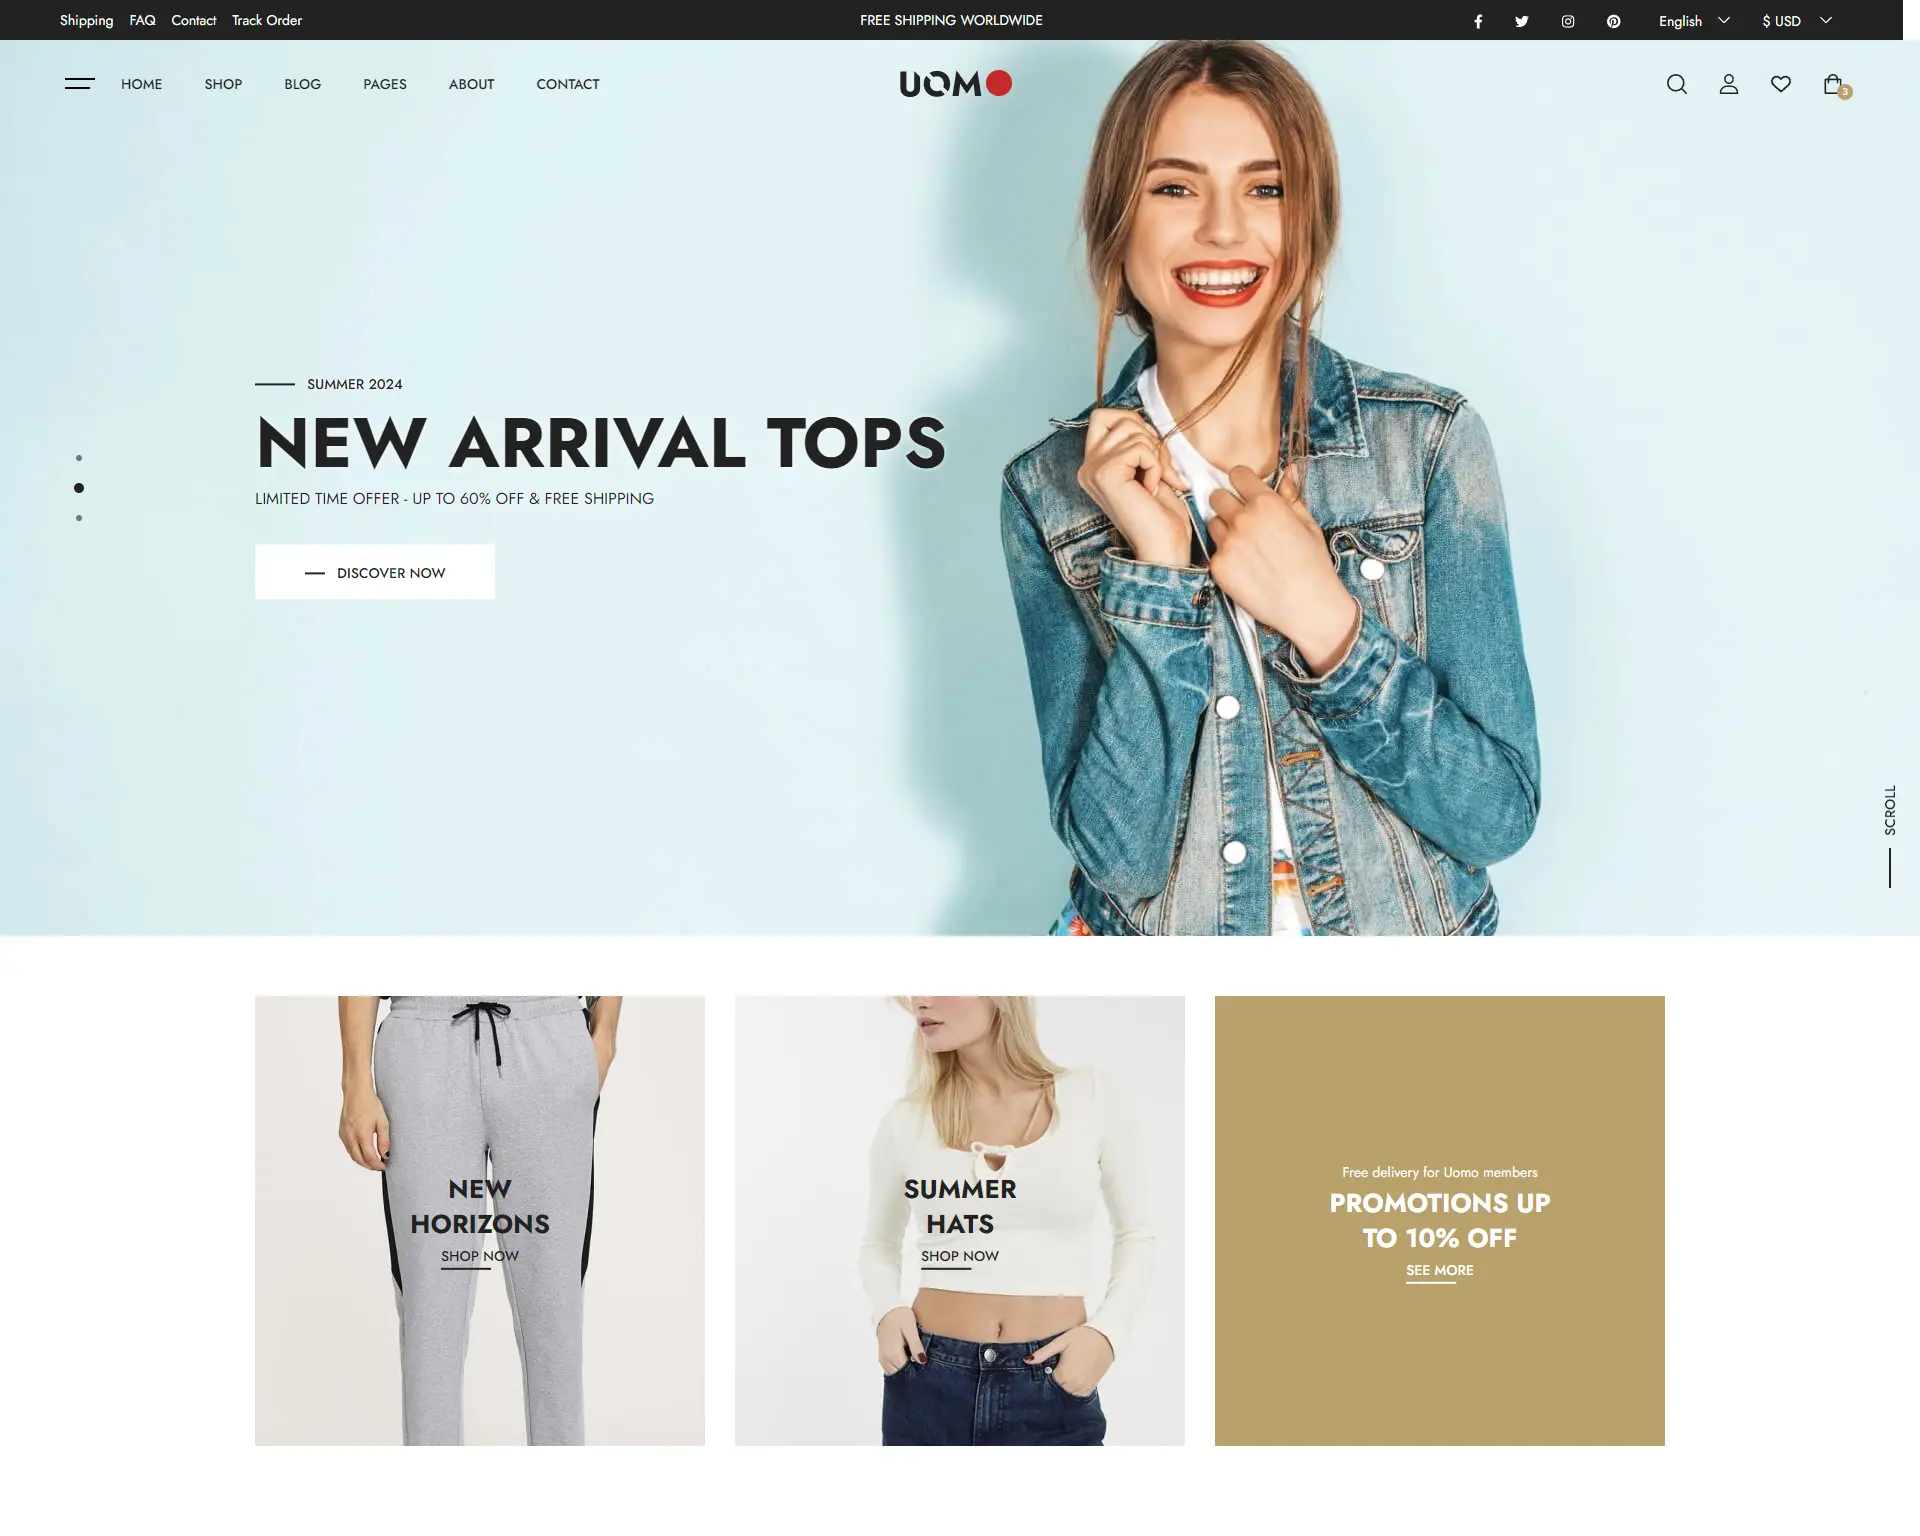 Shipping FAQ Contact Track Order
FREE SHIPPING WORLDWIDE
English
$ USD
HOME SHOP BLOG PAGES ABOUT CONTACT
UOMO
3
SUMMER 2024
NEW ARRIVAL TOPS
LIMITED TIME OFFER - UP TO 60% OFF & FREE SHIPPING
DISCOVER NOW
SCROLL
NEW
HORIZONS
SHOP NOW
SUMMER
HATS
SHOP NOW
Free delivery for Uomo members
PROMOTIONS UP
TO 10% OFF
SEE MORE